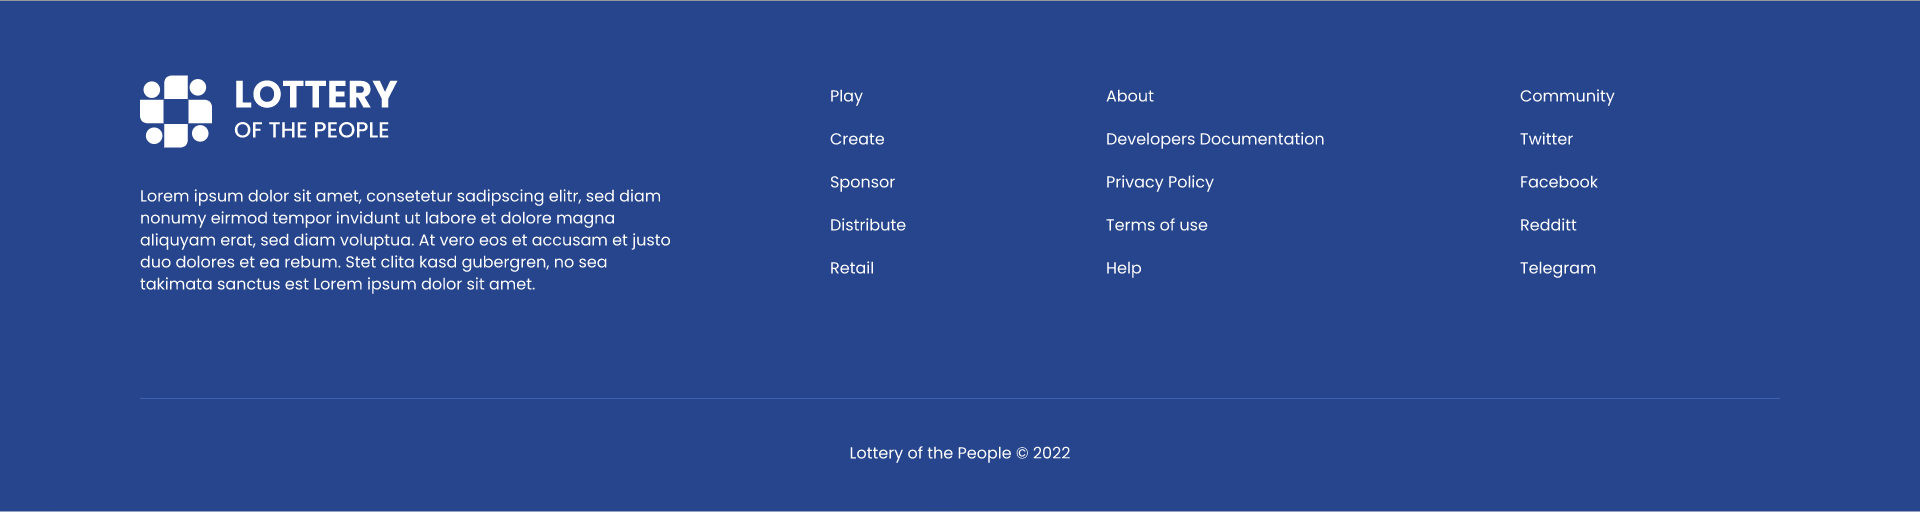 LOTTERY
OF THE PEOPLE
Lorem ipsum dolor sit amet, consetetur sadipscing elitr, sed diam
nonumy eirmod tempor invidunt ut labore et dolore magna
aliquyam erat, sed diam voluptua. At vero eos et accusam et justo
duo dolores et ea rebum. Stet clita kasd gubergren, no sea
takimata sanctus est Lorem ipsum dolor sit amet.
Play
Create
Sponsor
Distribute
Retail
About
Developers Documentation
Privacy Policy
Terms of use
Help
Community
Twitter
Facebook
Redditt
Telegram
Lottery of the People © 2022